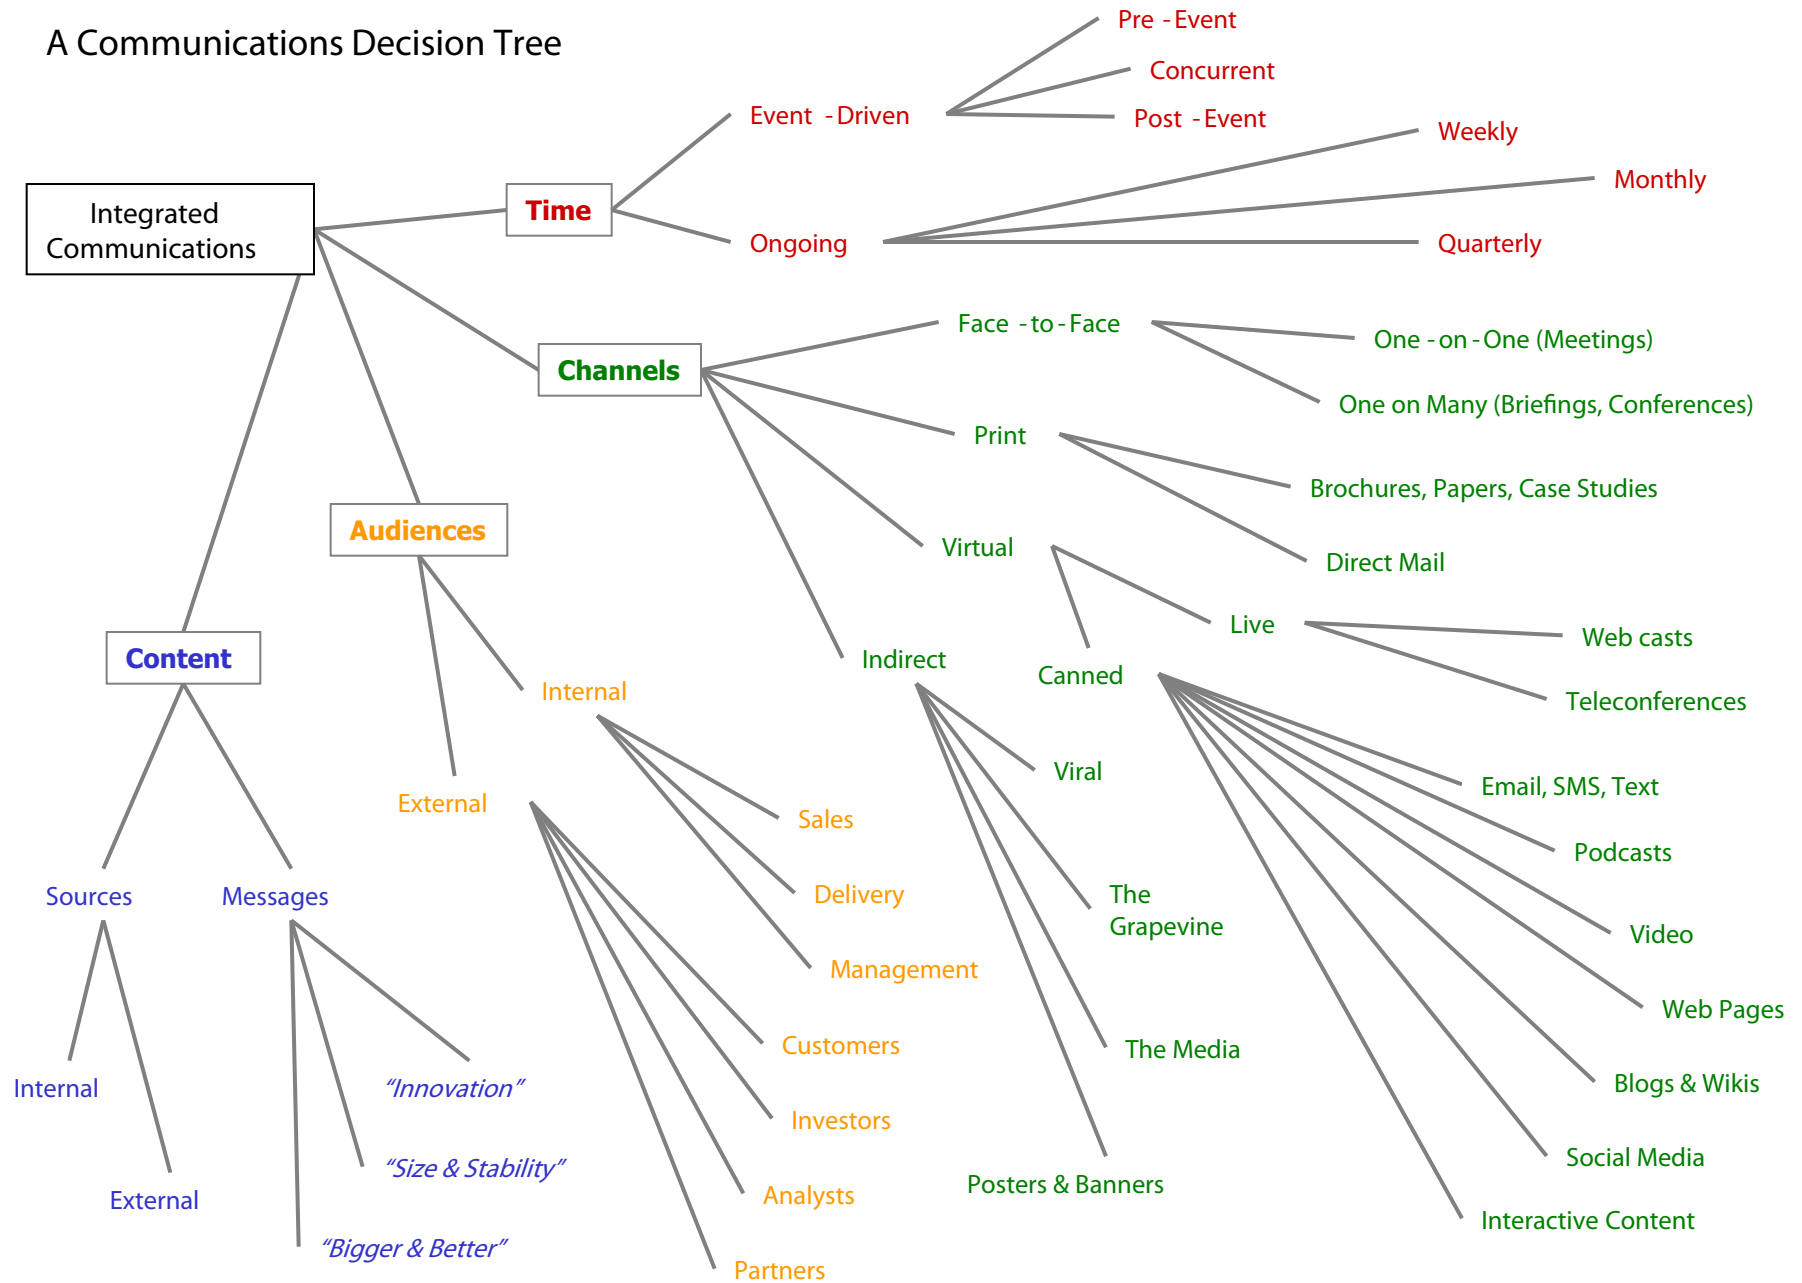 A Communications Decision Tree
Integrated
Communications
Time
Event - Driven
Pre - Event
Concurrent
Post - Event
Ongoing
Weekly
Monthly
Quarterly
Channels
Face - to - Face
One - on - One (Meetings)
One on Many (Briefings, Conferences)
Print
Brochures, Papers, Case Studies
Direct Mail
Virtual
Live
Web casts
Teleconferences
Canned
Email, SMS, Text
Podcasts
Video
Web Pages
Blogs & Wikis
Social Media
Interactive Content
Indirect
Viral
The
Grapevine
The Media
Posters & Banners
Audiences
Internal
Sales
Delivery
Management
External
Customers
Investors
Analysts
Partners
Content
Sources
Internal
External
Messages
“Innovation”
“Size & Stability”
“Bigger & Better”